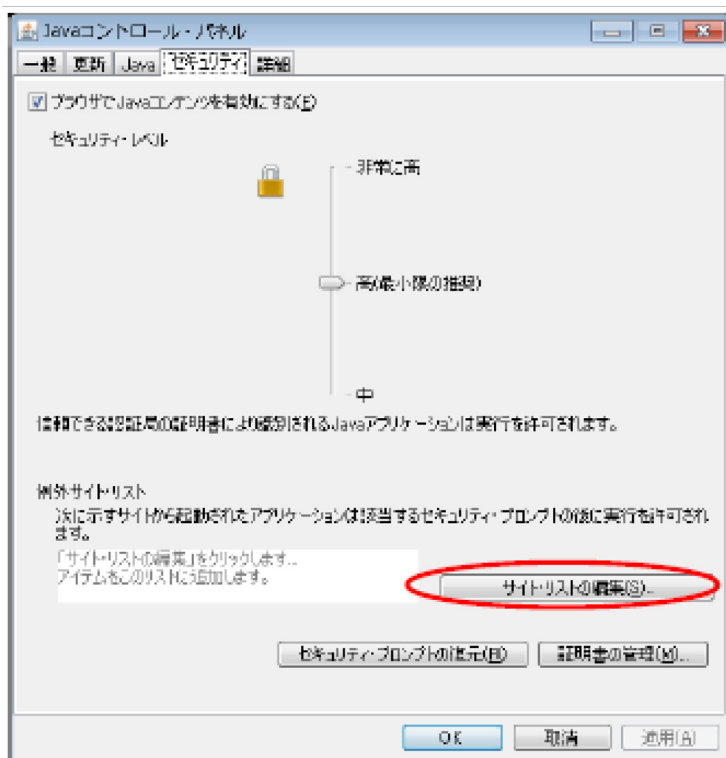 Javaコントロール・パネル
一般 更新 Java セキュリティ 詳細
ブラウザでJavaコンテンツを有効にする(E)
セキュリティ・レベル
- 非常に高
- 高(最小限の推奨)
- 中
信頼できる認証局の証明書により識別されるJavaアプリケーションは実行を許可されます。
例外サイト・リスト
次に示すサイトから起動されたアプリケーションは該当するセキュリティ・プロンプトの後に実行を許可され
ます。
「サイト・リストの編集」をクリックします...
アイテムをこのリストに追加します。
サイト・リストの編集(S)...
セキュリティ・プロンプトの復元(R) 証明書の管理(M)...
OK 取消 適用(A)